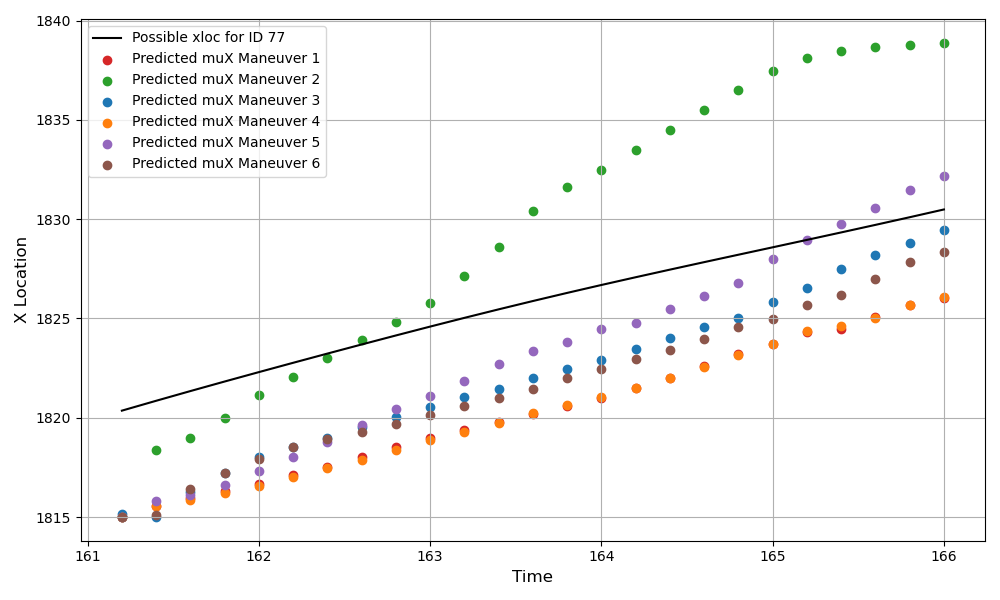 1840
1835
1830
1825
1820
1815
X Location
Possible xloc for ID 77
Predicted muX Maneuver 1
Predicted muX Maneuver 2
Predicted muX Maneuver 3
Predicted muX Maneuver 4
Predicted muX Maneuver 5
Predicted muX Maneuver 6
161 162 163 164 165 166
Time